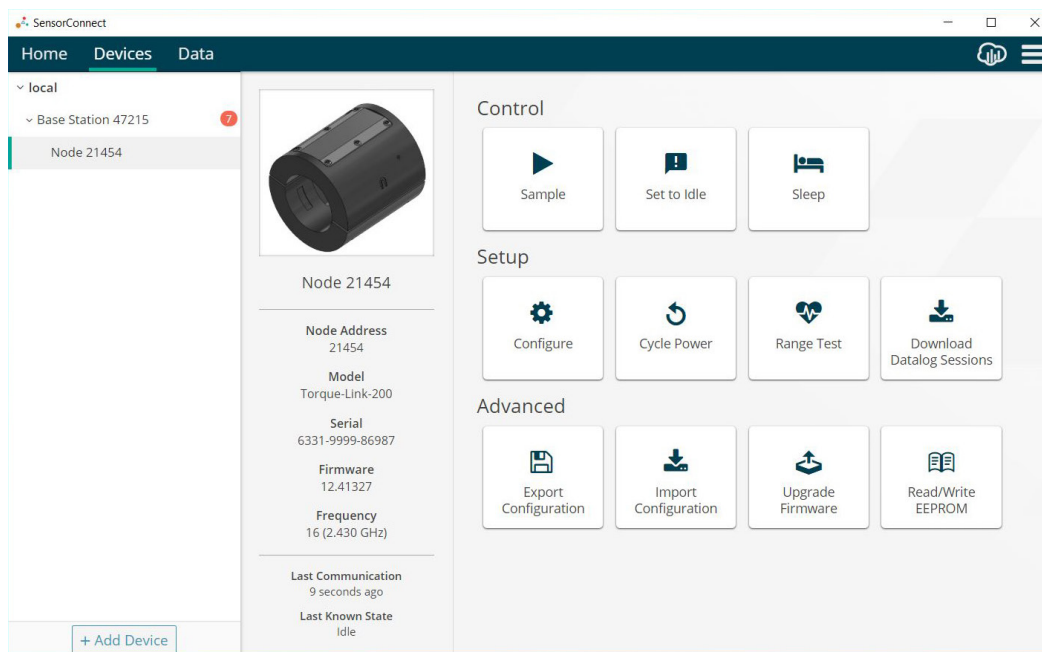 SensorConnect
Home Devices Data
local
Base Station 47215 7
Node 21454
+ Add Device
Node 21454
Node Address
21454
Model
Torque-Link-200
Serial
6331-9999-86987
Firmware
12.41327
Frequency
16 (2.430 GHz)
Last Communication
9 seconds ago
Last Known State
Idle
Control
Sample
Set to Idle
Sleep
Setup
Configure
Cycle Power
Range Test
Download
Datalog Sessions
Advanced
Export
Configuration
Import
Configuration
Upgrade
Firmware
Read/Write
EEPROM